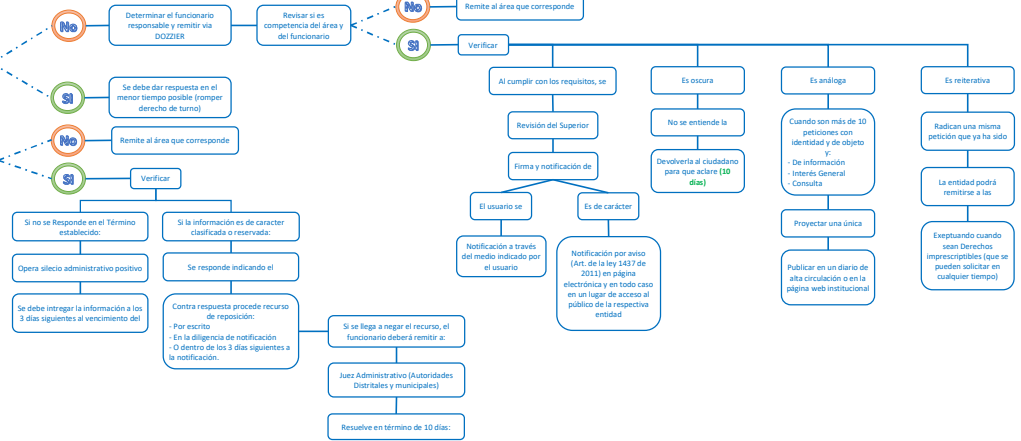 No
Determinar el funcionario
responsable y remitir via
DOZZIER
Revisar si es
competencia del área y
del funcionario
No
Remite al área que corresponde
SI
Verificar
SI
Se debe dar respuesta en el
menor tiempo posible (romper
derecho de turno)
No
Remite al área que corresponde
SI
Verificar
Si no se Responde en el Término
establecido:
Opera silecio administrativo positivo
Se debe intregar la información a los
3 días siguientes al vencimiento del
Si la información es de caracter
clasificada o reservada:
Se responde indicando el
Contra respuesta procede recurso
de reposición:
- Por escrito
- En la diligencia de notificación
- O dentro de los 3 días siguientes a
la notificación.
Si se llega a negar el recurso, el
funcionario deberá remitir a:
Juez Administrativo (Autoridades
Distritales y municipales)
Resuelve en término de 10 días:
Al cumplir con los requisitos, se
Revisión del Superior
Firma y notificación de
El usuario se
Notificación a través
del medio indicado por
el usuario
Es de carácter
Notificación por aviso
(Art. de la ley 1437 de
2011) en página
electrónica y en todo caso
en un lugar de acceso al
público de la respectiva
entidad
Es oscura
No se entiende la
Devolverla al ciudadano
para que aclare (10
días)
Es análoga
Cuando son más de 10
peticiones con
identidad y de objeto
y:
- De información
- Interés General
- Consulta
Proyectar una única
Publicar en un diario de
alta circulación o en la
página web institucional
Es reiterativa
Radican una misma
petición que ya ha sido
La entidad podrá
remitirse a las
Exeptuando cuando
sean Derechos
imprescriptibles (que se
pueden solicitar en
cualquier tiempo)